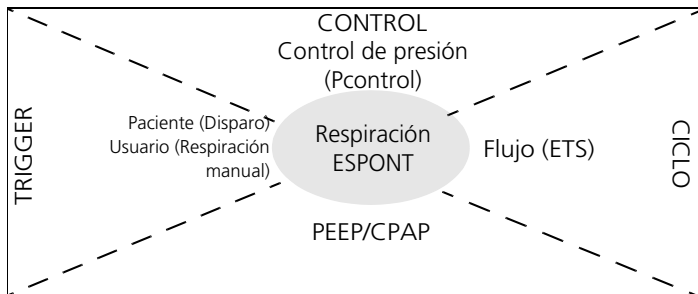 CONTROL
Control de presión
(Pcontrol)
TRIGGER
Paciente (Disparo)
Usuario (Respiración
manual)
Respiración
ESPONT
Flujo (ETS)
CICLO
PEEP/CPAP